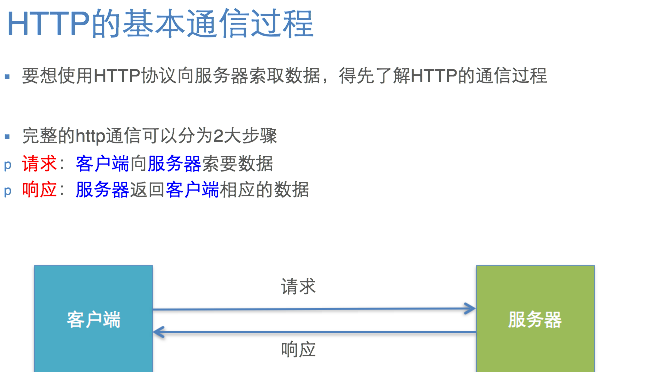 HTTP的基本通信过程
▪ 要想使用HTTP协议向服务器索取数据，得先了解HTTP的通信过程
▪ 完整的http通信可以分为2大步骤
p 请求：客户端向服务器索要数据
p 响应：服务器返回客户端相应的数据
请求
客户端
服务器
响应